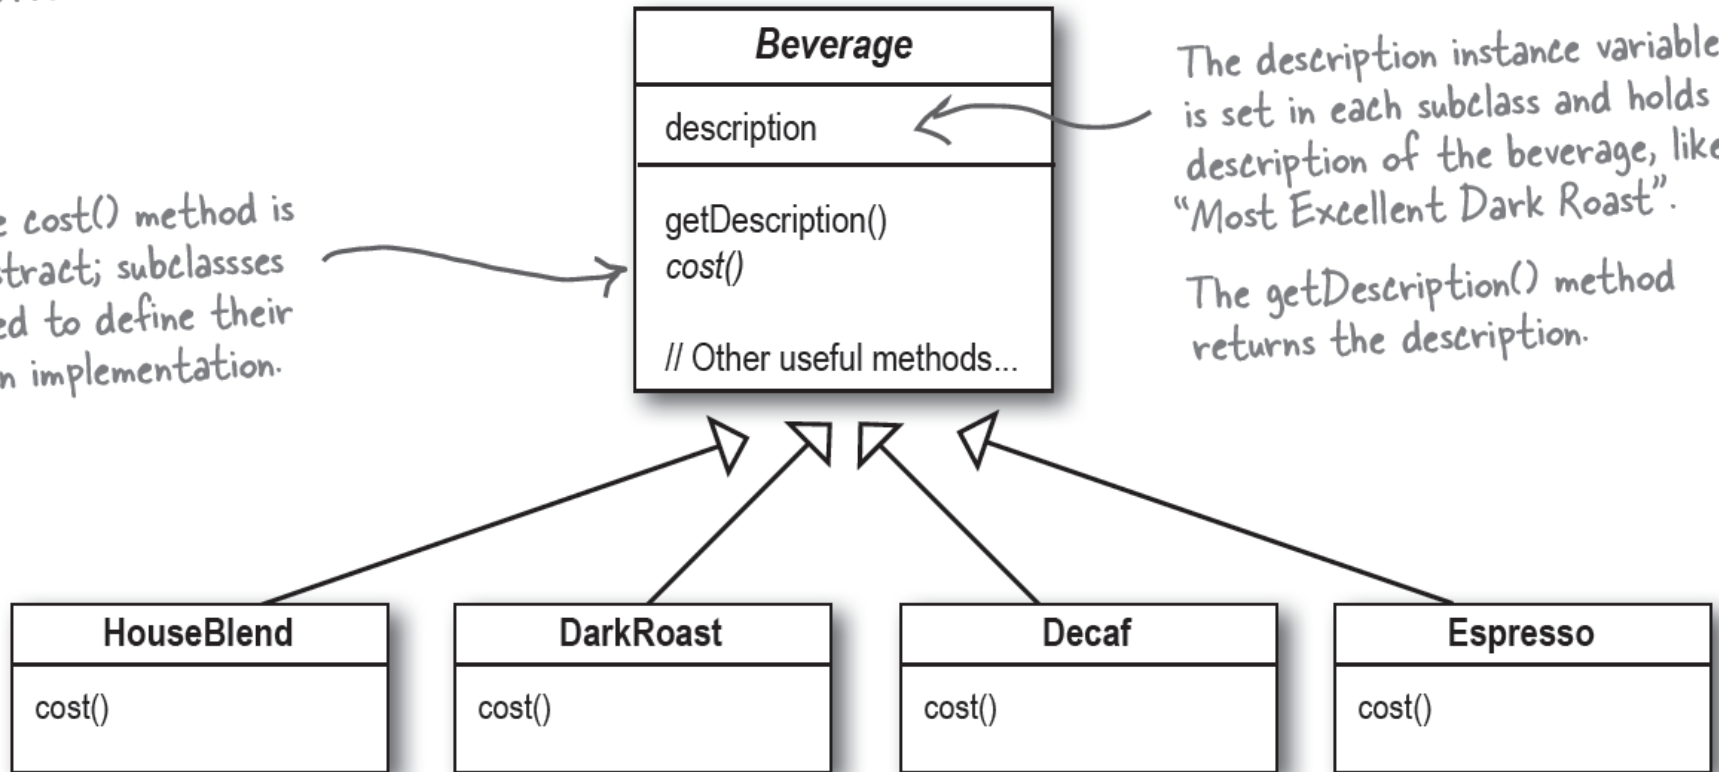 Beverage
description
getDescription()
cost()
// Other useful methods...
cost() method is
subclassses
to define their
implementation.
The description instance variable
is set in each subclass and holds
description of the beverage, like
“Most Excellent Dark Roast”.
The getDescription() method
returns the description.
HouseBlend
cost()
DarkRoast
cost()
Decaf
cost()
Espresso
cost()